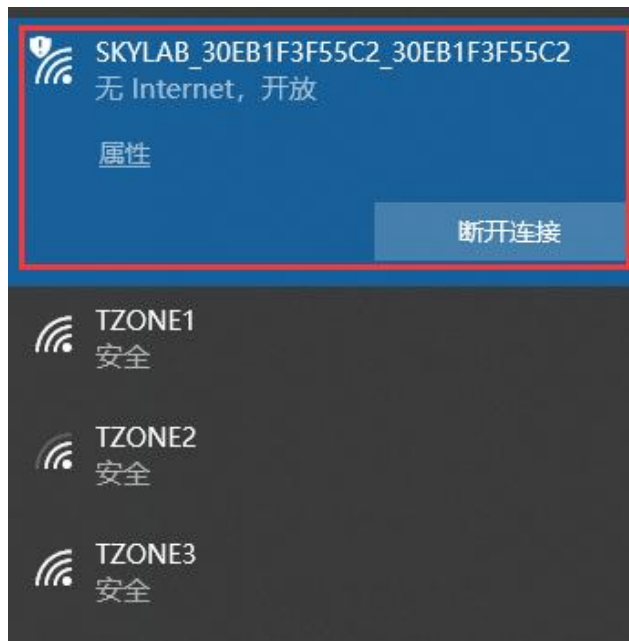 SKYLAB_30EB1F3F55C2_30EB1F3F55C2
无 Internet，开放
属性
断开连接
TZONE1
安全
TZONE2
安全
TZONE3
安全